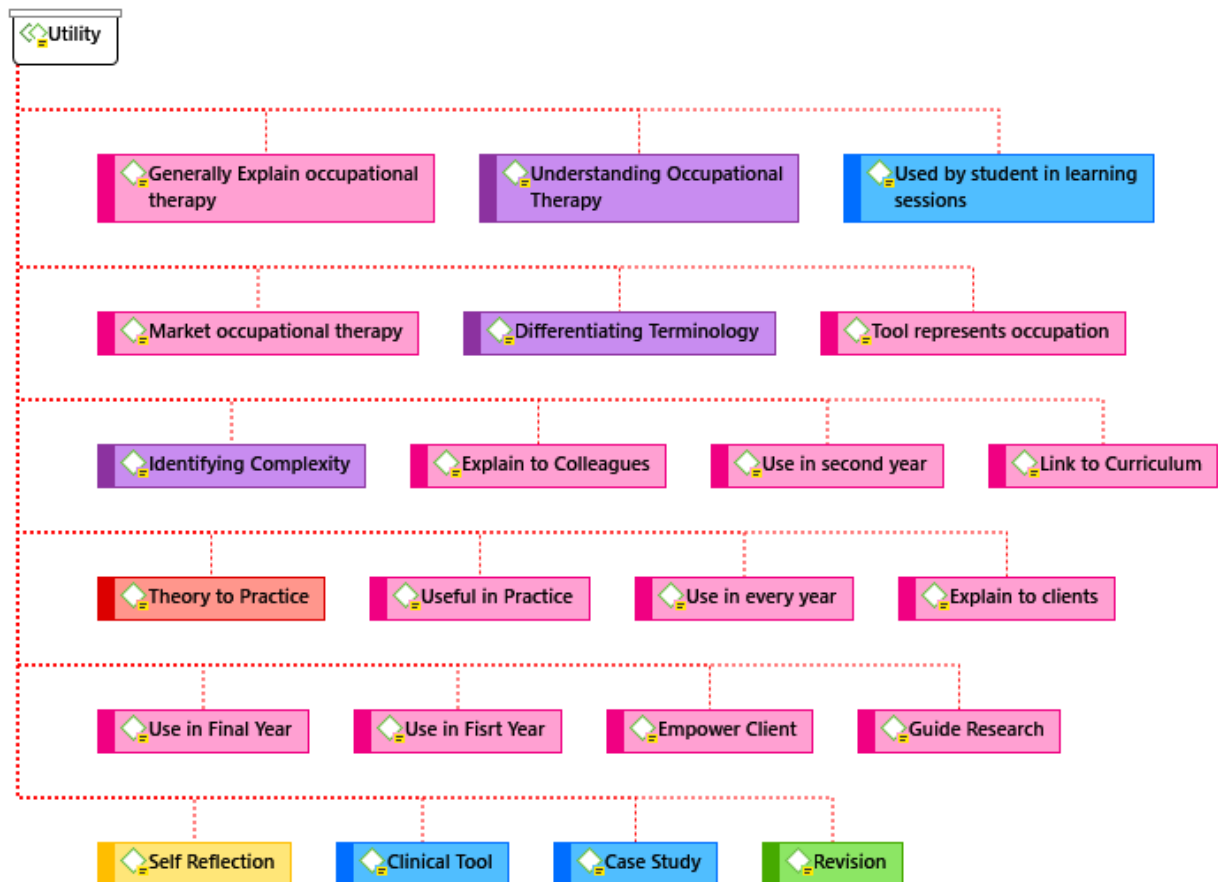 Utility
Generally Explain occupational
therapy
Understanding Occupational
Therapy
Used by student in learning
sessions
Market occupational therapy
Differentiating Terminology
Tool represents occupation
Identifying Complexity
Explain to Colleagues
Use in second year
Link to Curriculum
Theory to Practice
Useful in Practice
Use in every year
Explain to clients
Use in Final Year
Use in Fisrt Year
Empower Client
Guide Research
Self Reflection
Clinical Tool
Case Study
Revision